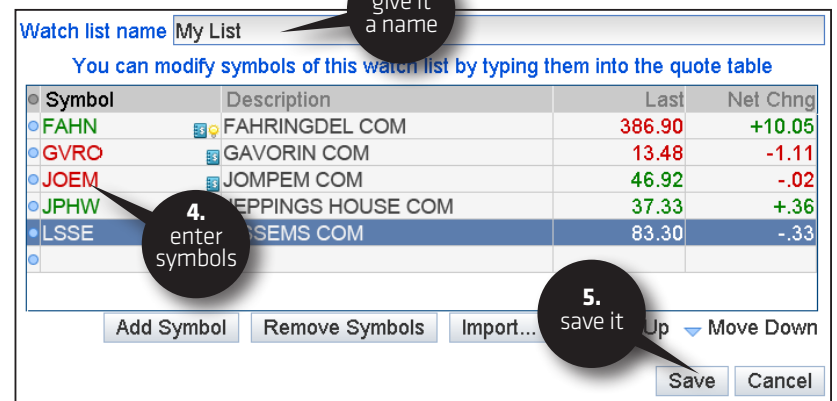 give it
a name
Watch list name My List
You can modify symbols of this watch list by typing them into the quote table
Symbol Description Last Net Chng
FAHN FAHRINGDEL COM 386.90 +10.05
GVRO GAVORIN COM 13.48 -1.11
JOEM JOMPEM COM 46.92 -.02
JPHW JEPPINGS HOUSE COM 37.33 +.36
LSSE SSEMS COM 83.30 -.33
4.
enter
symbols
5.
save it
Add Symbol Remove Symbols Import... Up Move Down
Save Cancel